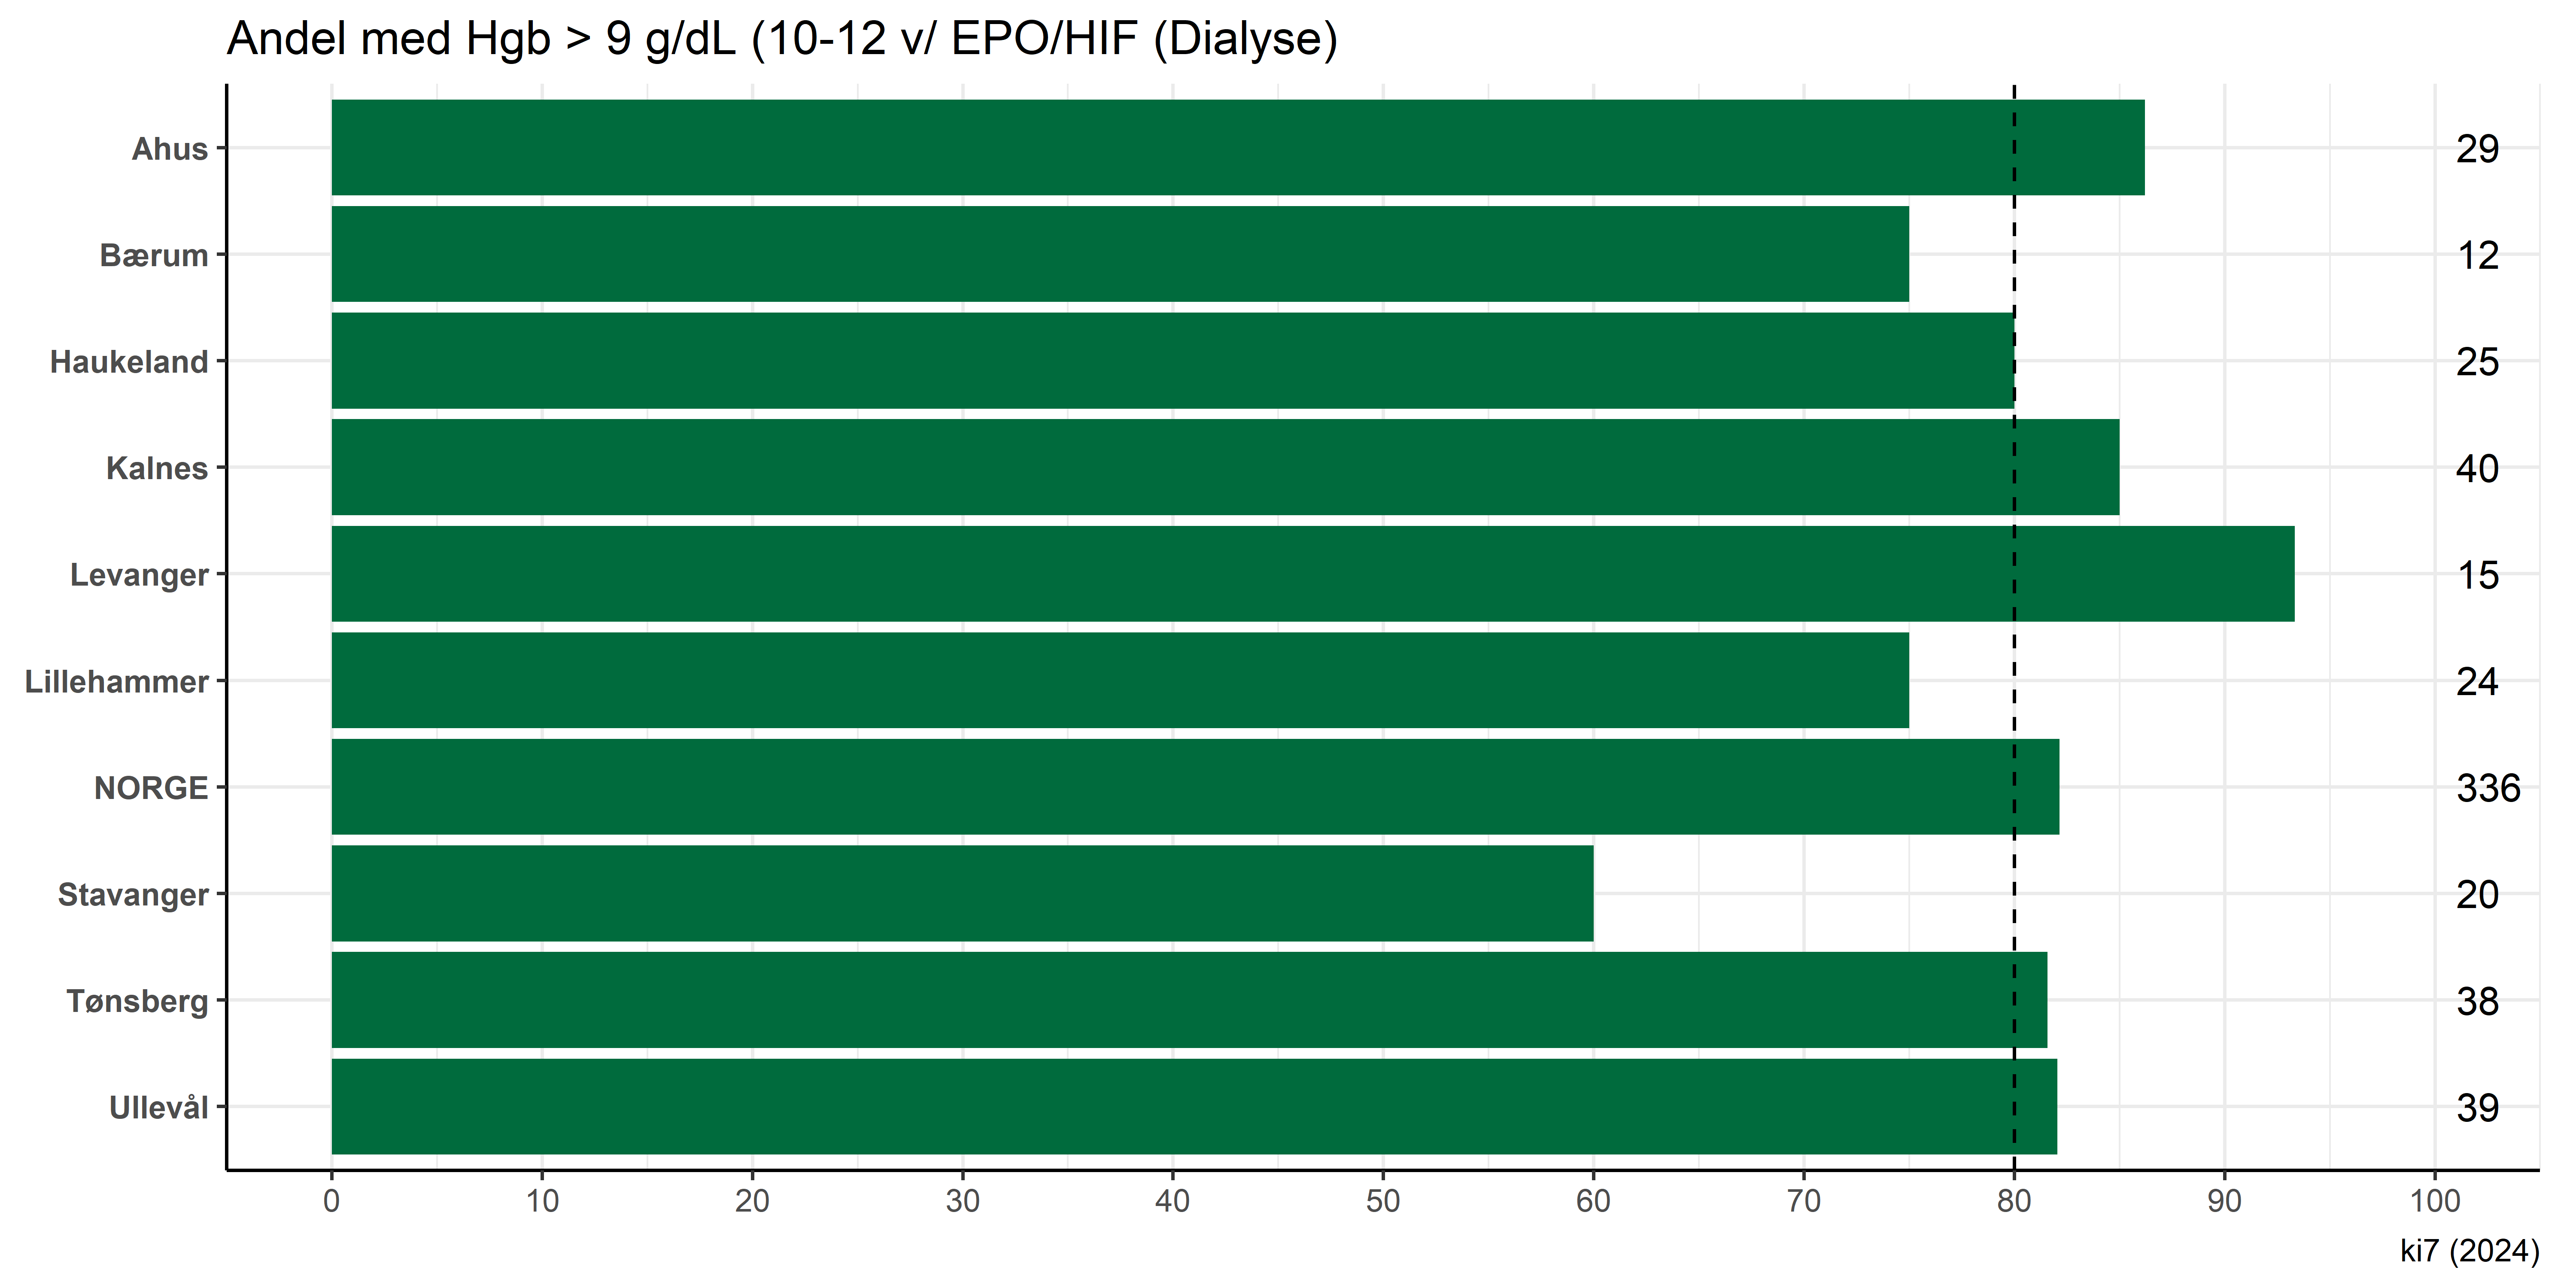 Andel med Hgb > 9 g/dL (10-12 v/ EPO/HIF (Dialyse)
Ahus 29
Bærum 12
Haukeland 25
Kalnes 40
Levanger 15
Lillehammer 24
NORGE 336
Stavanger 20
Tønsberg 38
Ullevål 39
0 10 20 30 40 50 60 70 80 90 100
ki7 (2024)